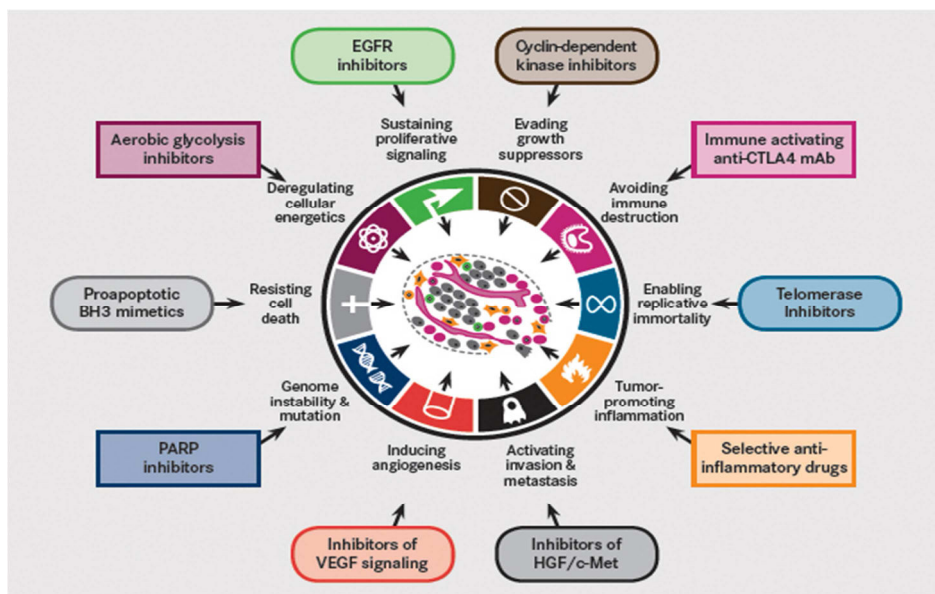 EGFR
inhibitors
Cyclin-dependent
kinase inhibitors
Sustaining
proliferative
signaling
Evading
growth
suppressors
Aerobic glycolysis
inhibitors
Immune activating
anti-CTLA4 mAb
Deregulating
cellular
energetics
Avoiding
immune
destruction
Proapoptotic
BH3 mimetics
Resisting
cell
death
Enabling
replicative
immortality
Telomerase
Inhibitors
Genome
instability &
mutation
Tumor-
promoting
inflammation
PARP
inhibitors
Inducing
angiogenesis
Activating
invasion &
metastasis
Selective anti-
inflammatory drugs
Inhibitors of
VEGF signaling
Inhibitors of
HGF/c-Met